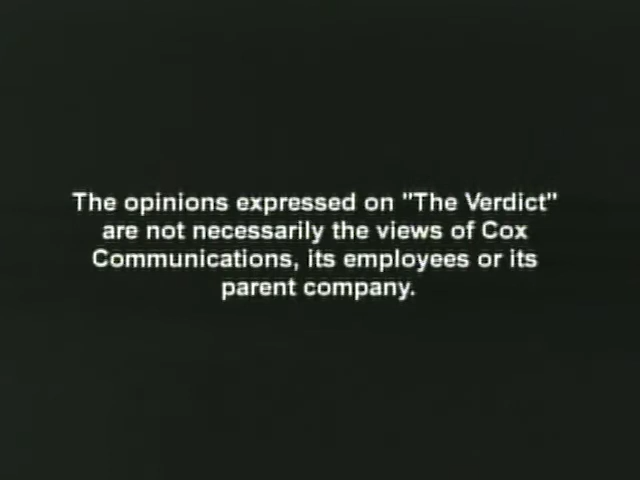 The opinions expressed on "The Verdict"
are not necessarily the views of Cox
Communications, its employees or its
parent company.